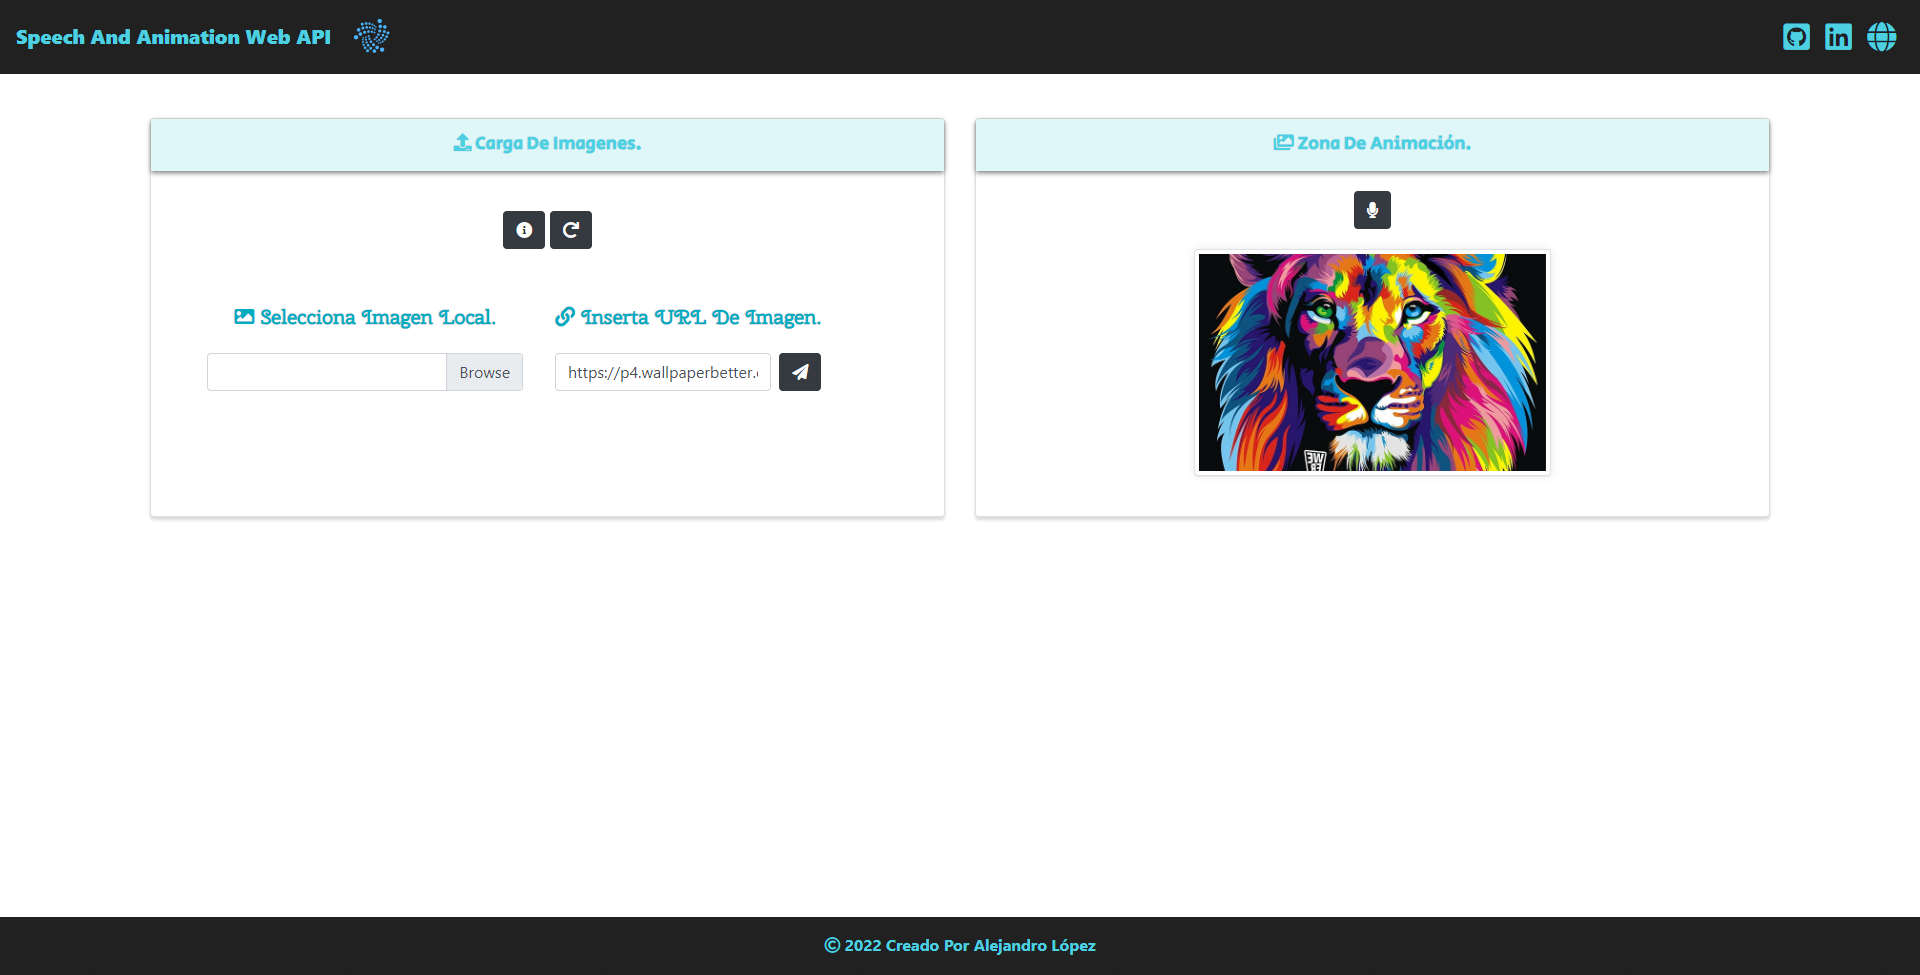 Speech And Animation Web API
Carga De Imagenes.
Zona De Animación.
Selecciona Imagen Local.
Inserta URL De Imagen.
Browse
https://p4.wallpaperbetter.
© 2022 Creado Por Alejandro López